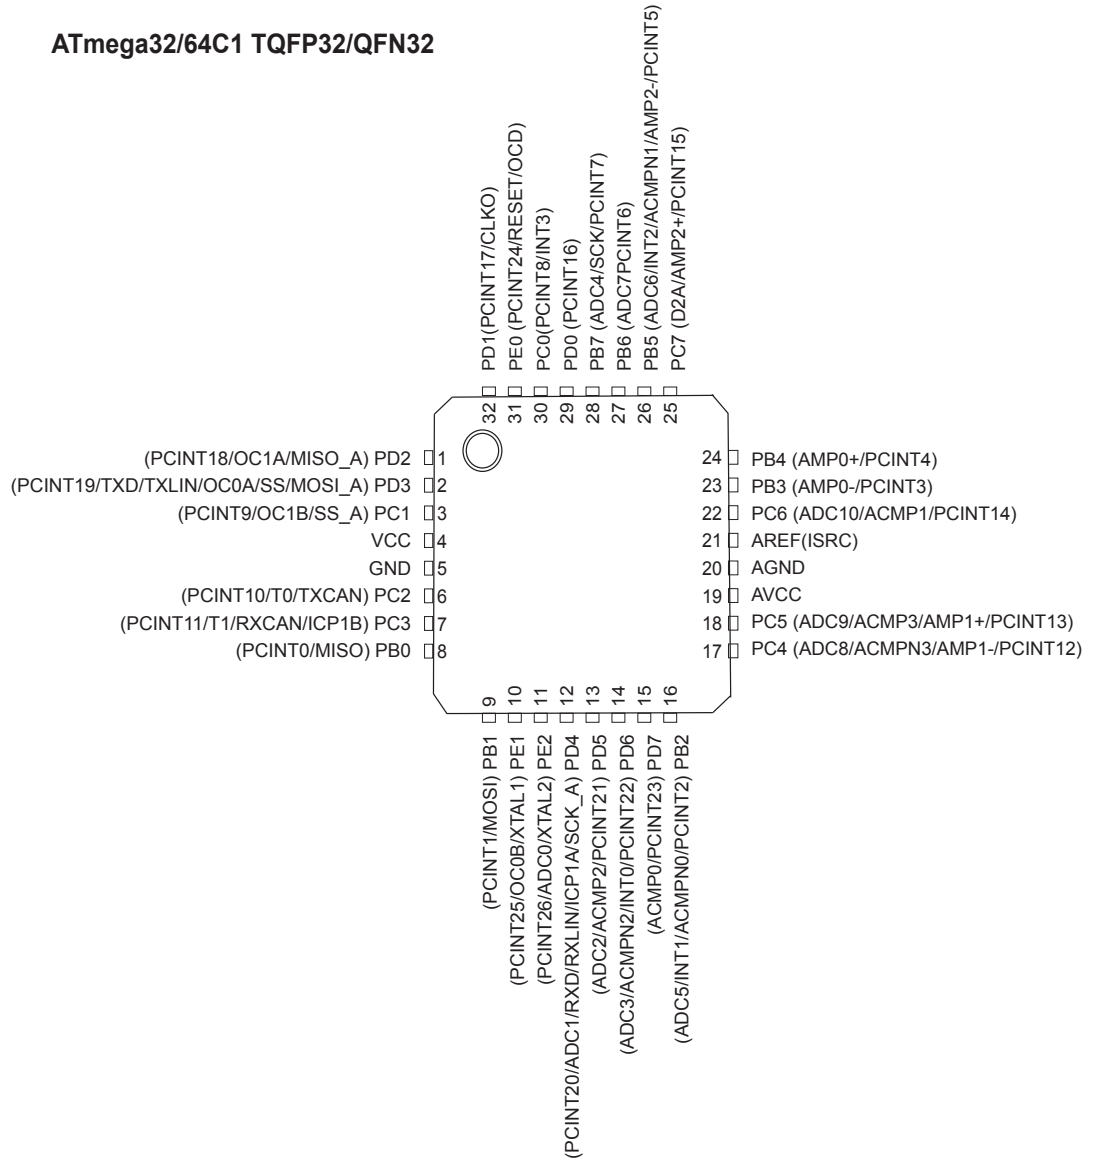 ATmega32/64C1 TQFP32/QFN32
PD1(PCINT17/CLKO)
PE0 (PCINT24/RESET/OCD)
PC0(PCINT8/INT3)
PD0 (PCINT16)
PB7 (ADC4/SCK/PCINT7)
PB6 (ADC7PCINT6)
PB5 (ADC6/INT2/ACMPN1/AMP2-/PCINT5)
PC7 (D2A/AMP2+/PCINT15)
32
31
30
29
28
27
26
25
(PCINT18/OC1A/MISO_A) PD2 1
(PCINT19/TXD/TXLIN/OC0A/SS/MOSI_A) PD3 2
(PCINT9/OC1B/SS_A) PC1 3
VCC 4
GND 5
(PCINT10/T0/TXCAN) PC2 6
(PCINT11/T1/RXCAN/ICP1B) PC3 7
(PCINT0/MISO) PB0 8
24 PB4 (AMP0+/PCINT4)
23 PB3 (AMP0-/PCINT3)
22 PC6 (ADC10/ACMP1/PCINT14)
21 AREF(ISRC)
20 AGND
19 AVCC
18 PC5 (ADC9/ACMP3/AMP1+/PCINT13)
17 PC4 (ADC8/ACMPN3/AMP1-/PCINT12)
9
10
11
12
13
14
15
16
(PCINT1/MOSI) PB1
(PCINT25/OC0B/XTAL1) PE1
(PCINT26/ADC0/XTAL2) PE2
(PCINT20/ADC1/RXD/RXLIN/ICP1A/SCK_A) PD4
(ADC2/ACMP2/PCINT21) PD5
(ADC3/ACMPN2/INT0/PCINT22) PD6
(ACMP0/PCINT23) PD7
(ADC5/INT1/ACMPN0/PCINT2) PB2